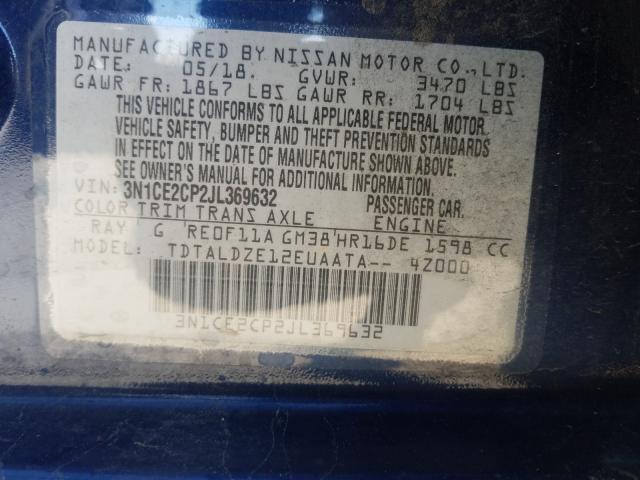 MANUFACTURED BY NISSAN MOTOR CO., LTD.
DATE: 05/18. GVWR: 3470 LBS
GAWR FR: 1867 LBS GAWR RR: 1704 LBS
THIS VEHICLE CONFORMS TO ALL APPLICABLE FEDERAL MOTOR
VEHICLE SAFETY, BUMPER AND THEFT PREVENTION STANDARDS
IN EFFECT ON THE DATE OF MANUFACTURE SHOWN ABOVE.
SEE OWNER'S MANUAL FOR ADDITIONAL INFORMATION.
VIN: 3N1CE2CP2JL369632 PASSENGER CAR.
COLOR TRIM TRANS AXLE ENGINE
RAY G RE0F11A GM38 HR16DE 1598 CC
MODEL: TDTALDZE12EUAATA-- 4Z000
3N1CE2CP2JL369632